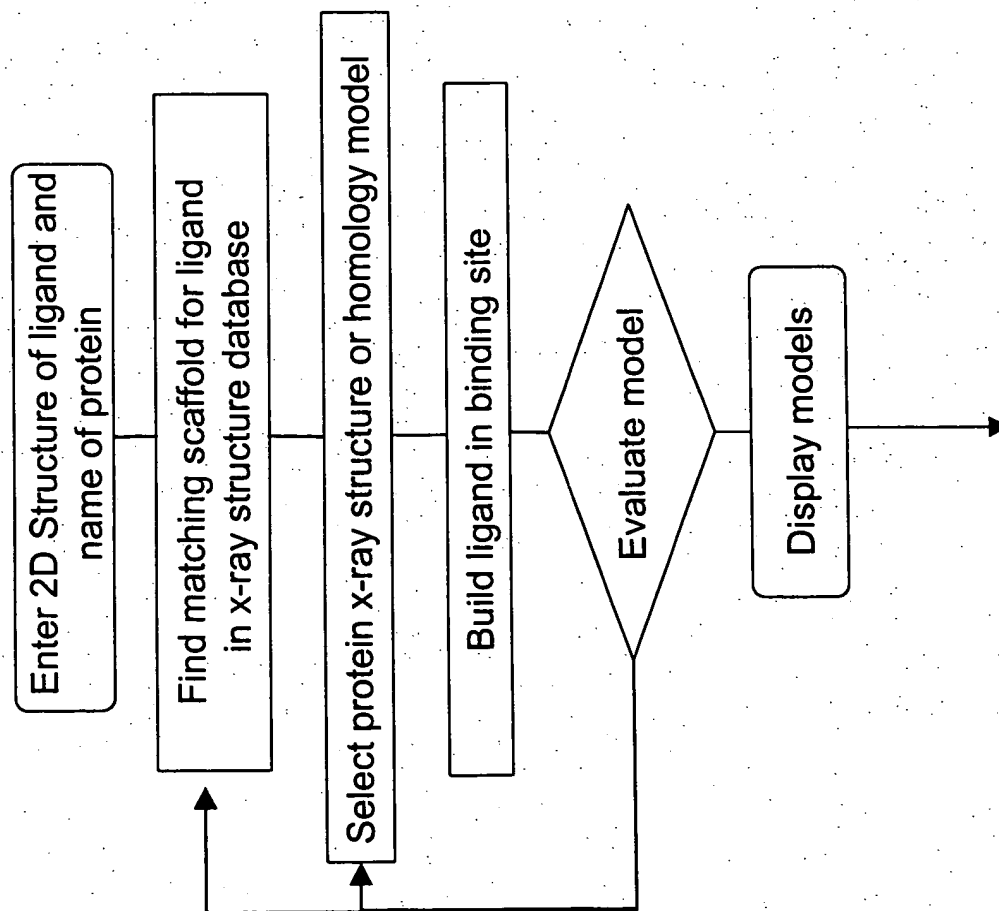 Enter 2D Structure of ligand and
name of protein
Find matching scaffold for ligand
in x-ray structure database
Select protein x-ray structure or homology model
Build ligand in binding site
Evaluate model
Display models